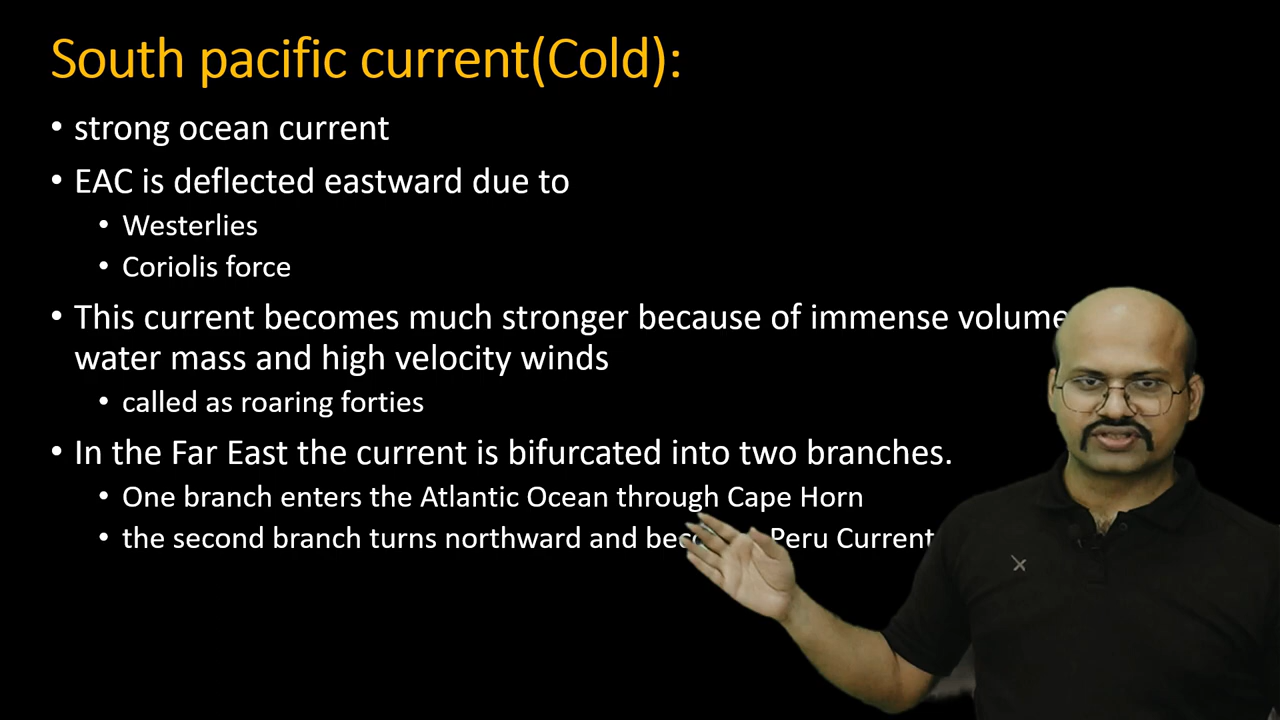 South pacific current(Cold):
• strong ocean current
• EAC is deflected eastward due to
• Westerlies
• Coriolis force
• This current becomes much stronger because of immense volume
water mass and high velocity winds
• called as roaring forties
• In the Far East the current is bifurcated into two branches.
• One branch enters the Atlantic Ocean through Cape Horn
• the second branch turns northward and Peru Current